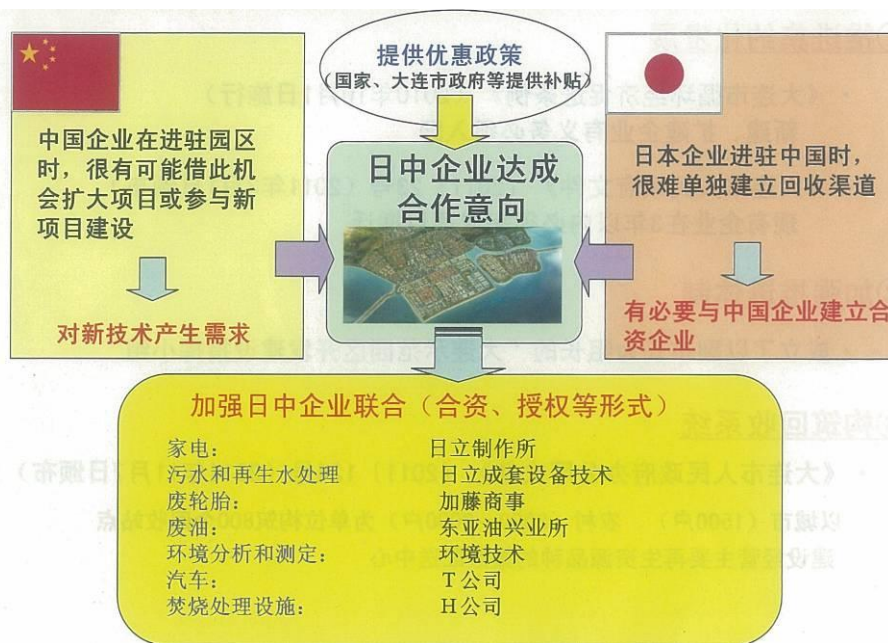 提供优惠政策
（国家、大连市政府等提供补贴）
中国企业在进驻园区
时，很有可能借此机
会扩大项目或参与新
项目建设
对新技术产生需求
日中企业达成
合作意向
日本企业进驻中国时，
很难单独建立回收渠道
有必要与中国企业建立合
资企业
加强日中企业联合（合资、授权等形式）
家电： 日立制作所
污水和再生水处理 日立成套设备技术
废轮胎： 加藤商事
废油： 东亚油兴业所
环境分析和测定： 环境技术
汽车： T公司
焚烧处理设施： H公司